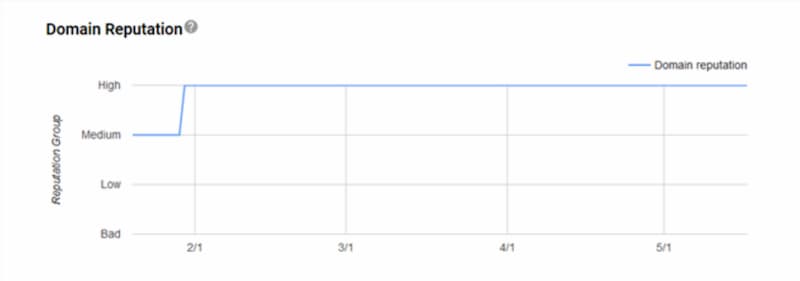 Domain Reputation ?
Domain reputation
High
Medium
Low
Bad
Reputation Group
2/1
3/1
4/1
5/1